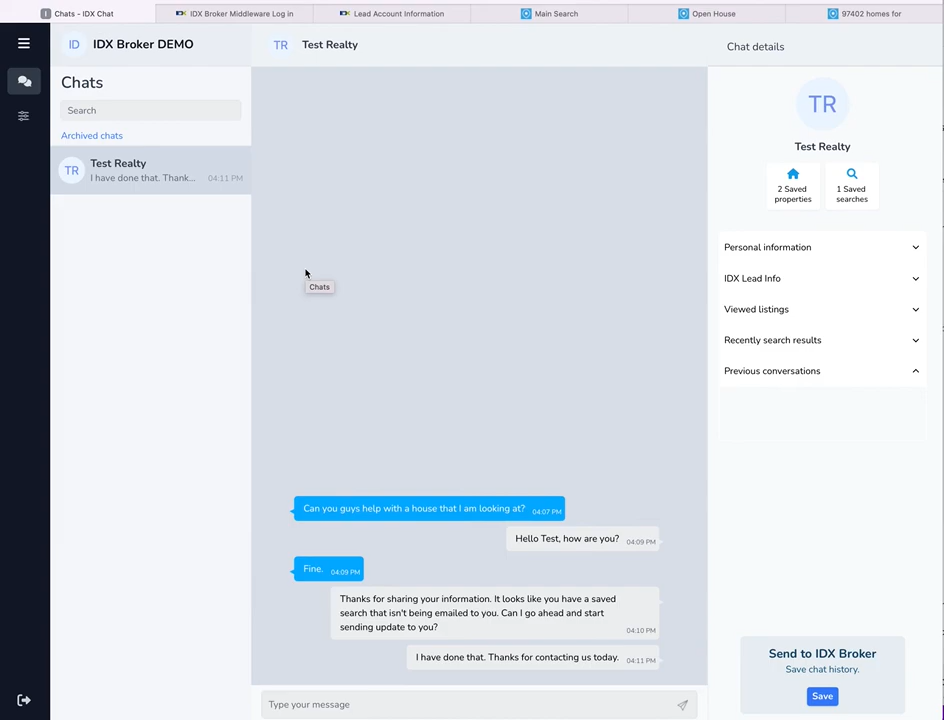 Chats - IDX Chat
IDX Broker Middleware Log in
Lead Account Information
Main Search
Open House
97402 homes for
ID
IDX Broker DEMO
TR
Test Realty
Chat details
Chats
Search
Archived chats
TR
Test Realty
I have done that. Thank...
04:11 PM
Chats
Can you guys help with a house that I am looking at?
04:07 PM
Hello Test, how are you?
04:09 PM
Fine.
04:09 PM
Thanks for sharing your information. It looks like you have a saved
search that isn't being emailed to you. Can I go ahead and start
sending update to you?
04:10 PM
I have done that. Thanks for contacting us today.
04:11 PM
Type your message
TR
Test Realty
2 Saved
properties
1 Saved
searches
Personal information
IDX Lead Info
Viewed listings
Recently search results
Previous conversations
Send to IDX Broker
Save chat history.
Save